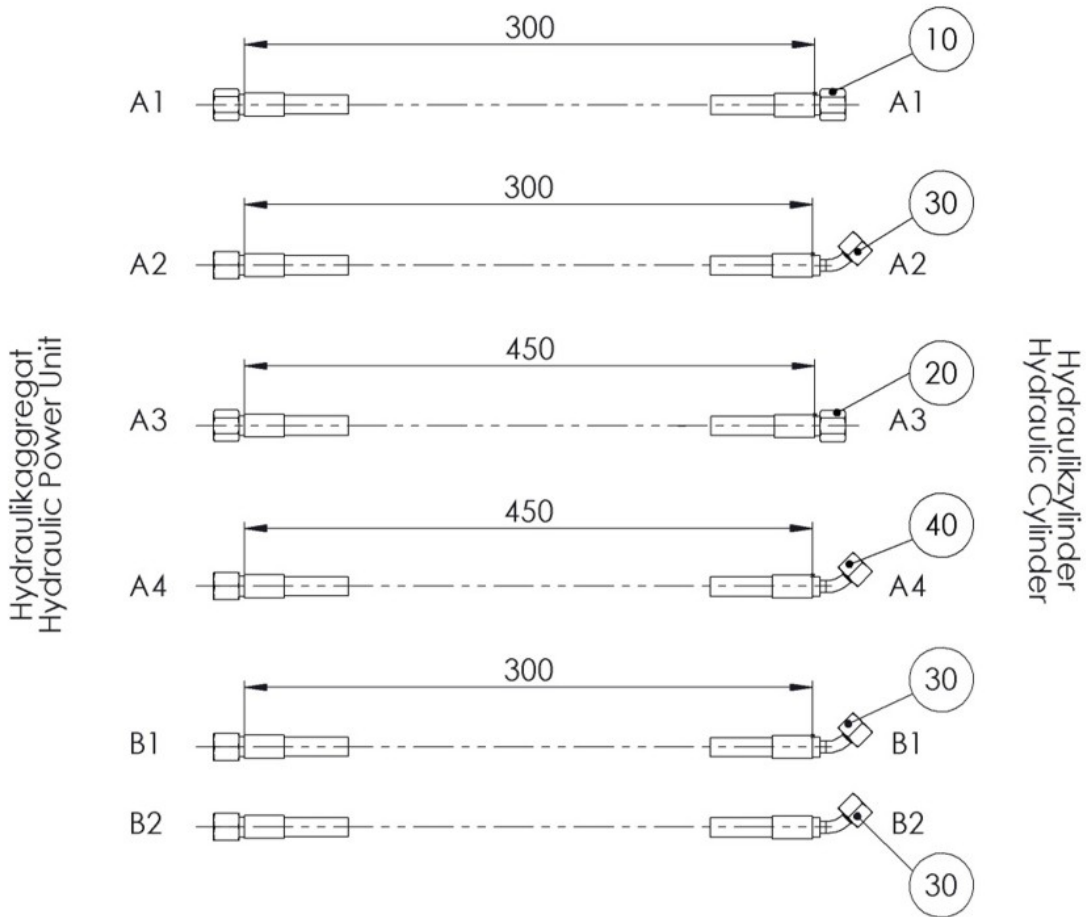 300
10
A1
A1
300
30
A2
A2
450
20
A3
A3
Hydraulikaggregat
Hydraulic Power Unit
Hydraulikzylinder
Hydraulic Cylinder
450
40
A4
A4
300
30
B1
B1
B2
B2
30